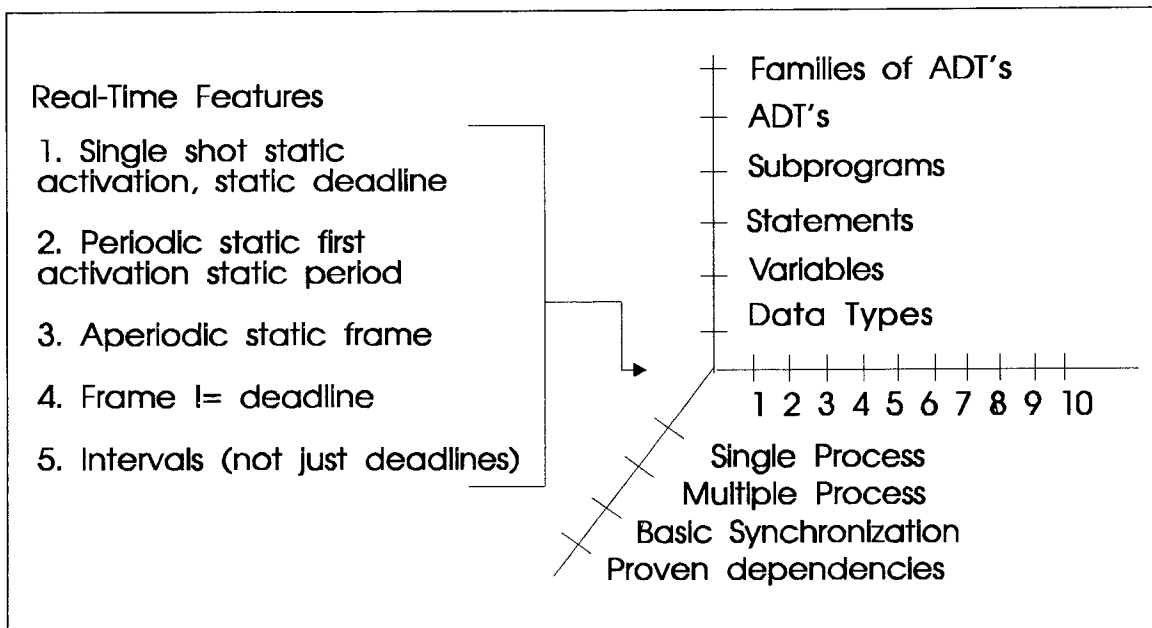 Real-Time Features
1. Single shot static
activation, static deadline
2. Periodic static first
activation static period
3. Aperiodic static frame
4. Frame != deadline
5. Intervals (not just deadlines)
Families of ADT's
ADT's
Subprograms
Statements
Variables
Data Types
1 2 3 4 5 6 7 8 9 10
Single Process
Multiple Process
Basic Synchronization
Proven dependencies